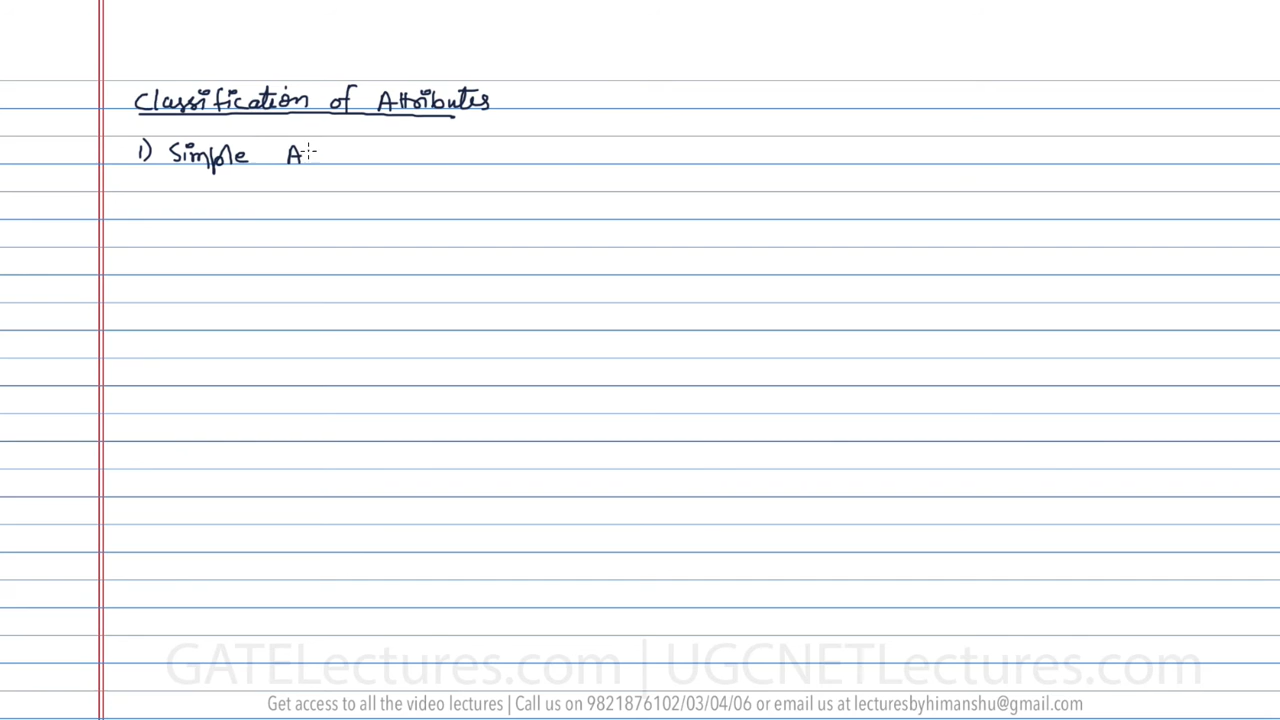 Classification of Attributes
1) Simple A
GATELectures.com | UGCNETLectures.com
Get access to all the video lectures | Call us on 9821876102/03/04/06 or email us at lecturesbyhimanshu@gmail.com